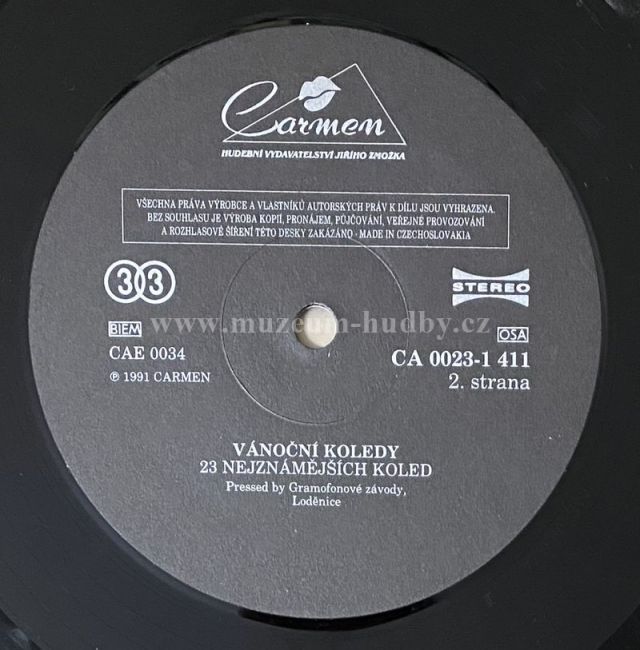 Carmen
HUDEBNÍ VYDAVATELSTVÍ JIŘÍHO ZMOŽKA
VŠECHNA PRÁVA VÝROBCE A VLASTNÍKŮ AUTORSKÝCH PRÁV K DÍLU JSOU VYHRAZENA.
BEZ SOUHLASU JE VÝROBA KOPIÍ, PRONÁJEM, PŮJČOVÁNÍ, VEŘEJNÉ PROVOZOVÁNÍ
A ROZHLASOVÉ ŠÍŘENÍ TÉTO DESKY ZAKÁZÁNO - MADE IN CZECHOSLOVAKIA
33
STEREO
www.muzeum-hudby.cz
BIEM
OSA
CAE 0034
CA 0023-1 411
℗ 1991 CARMEN
2. strana
VÁNOČNÍ KOLEDY
23 NEJZNÁMĚJŠÍCH KOLED
Pressed by Gramofonové závody,
Loděnice